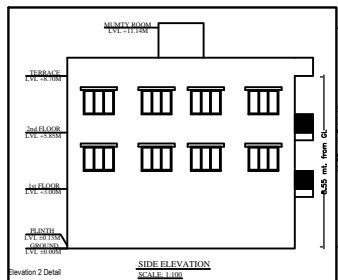 MUMTY ROOM
LVL +11.14M
TERRACE
LVL +8.70M
2nd FLOOR
LVL +5.85M
8.55 mt. from GL
1st FLOOR
LVL +3.00M
PLINTH
LVL ±0.15M
GROUND
LVL ±0.00M
SIDE ELEVATION
SCALE: 1:100
Elevation 2 Detail